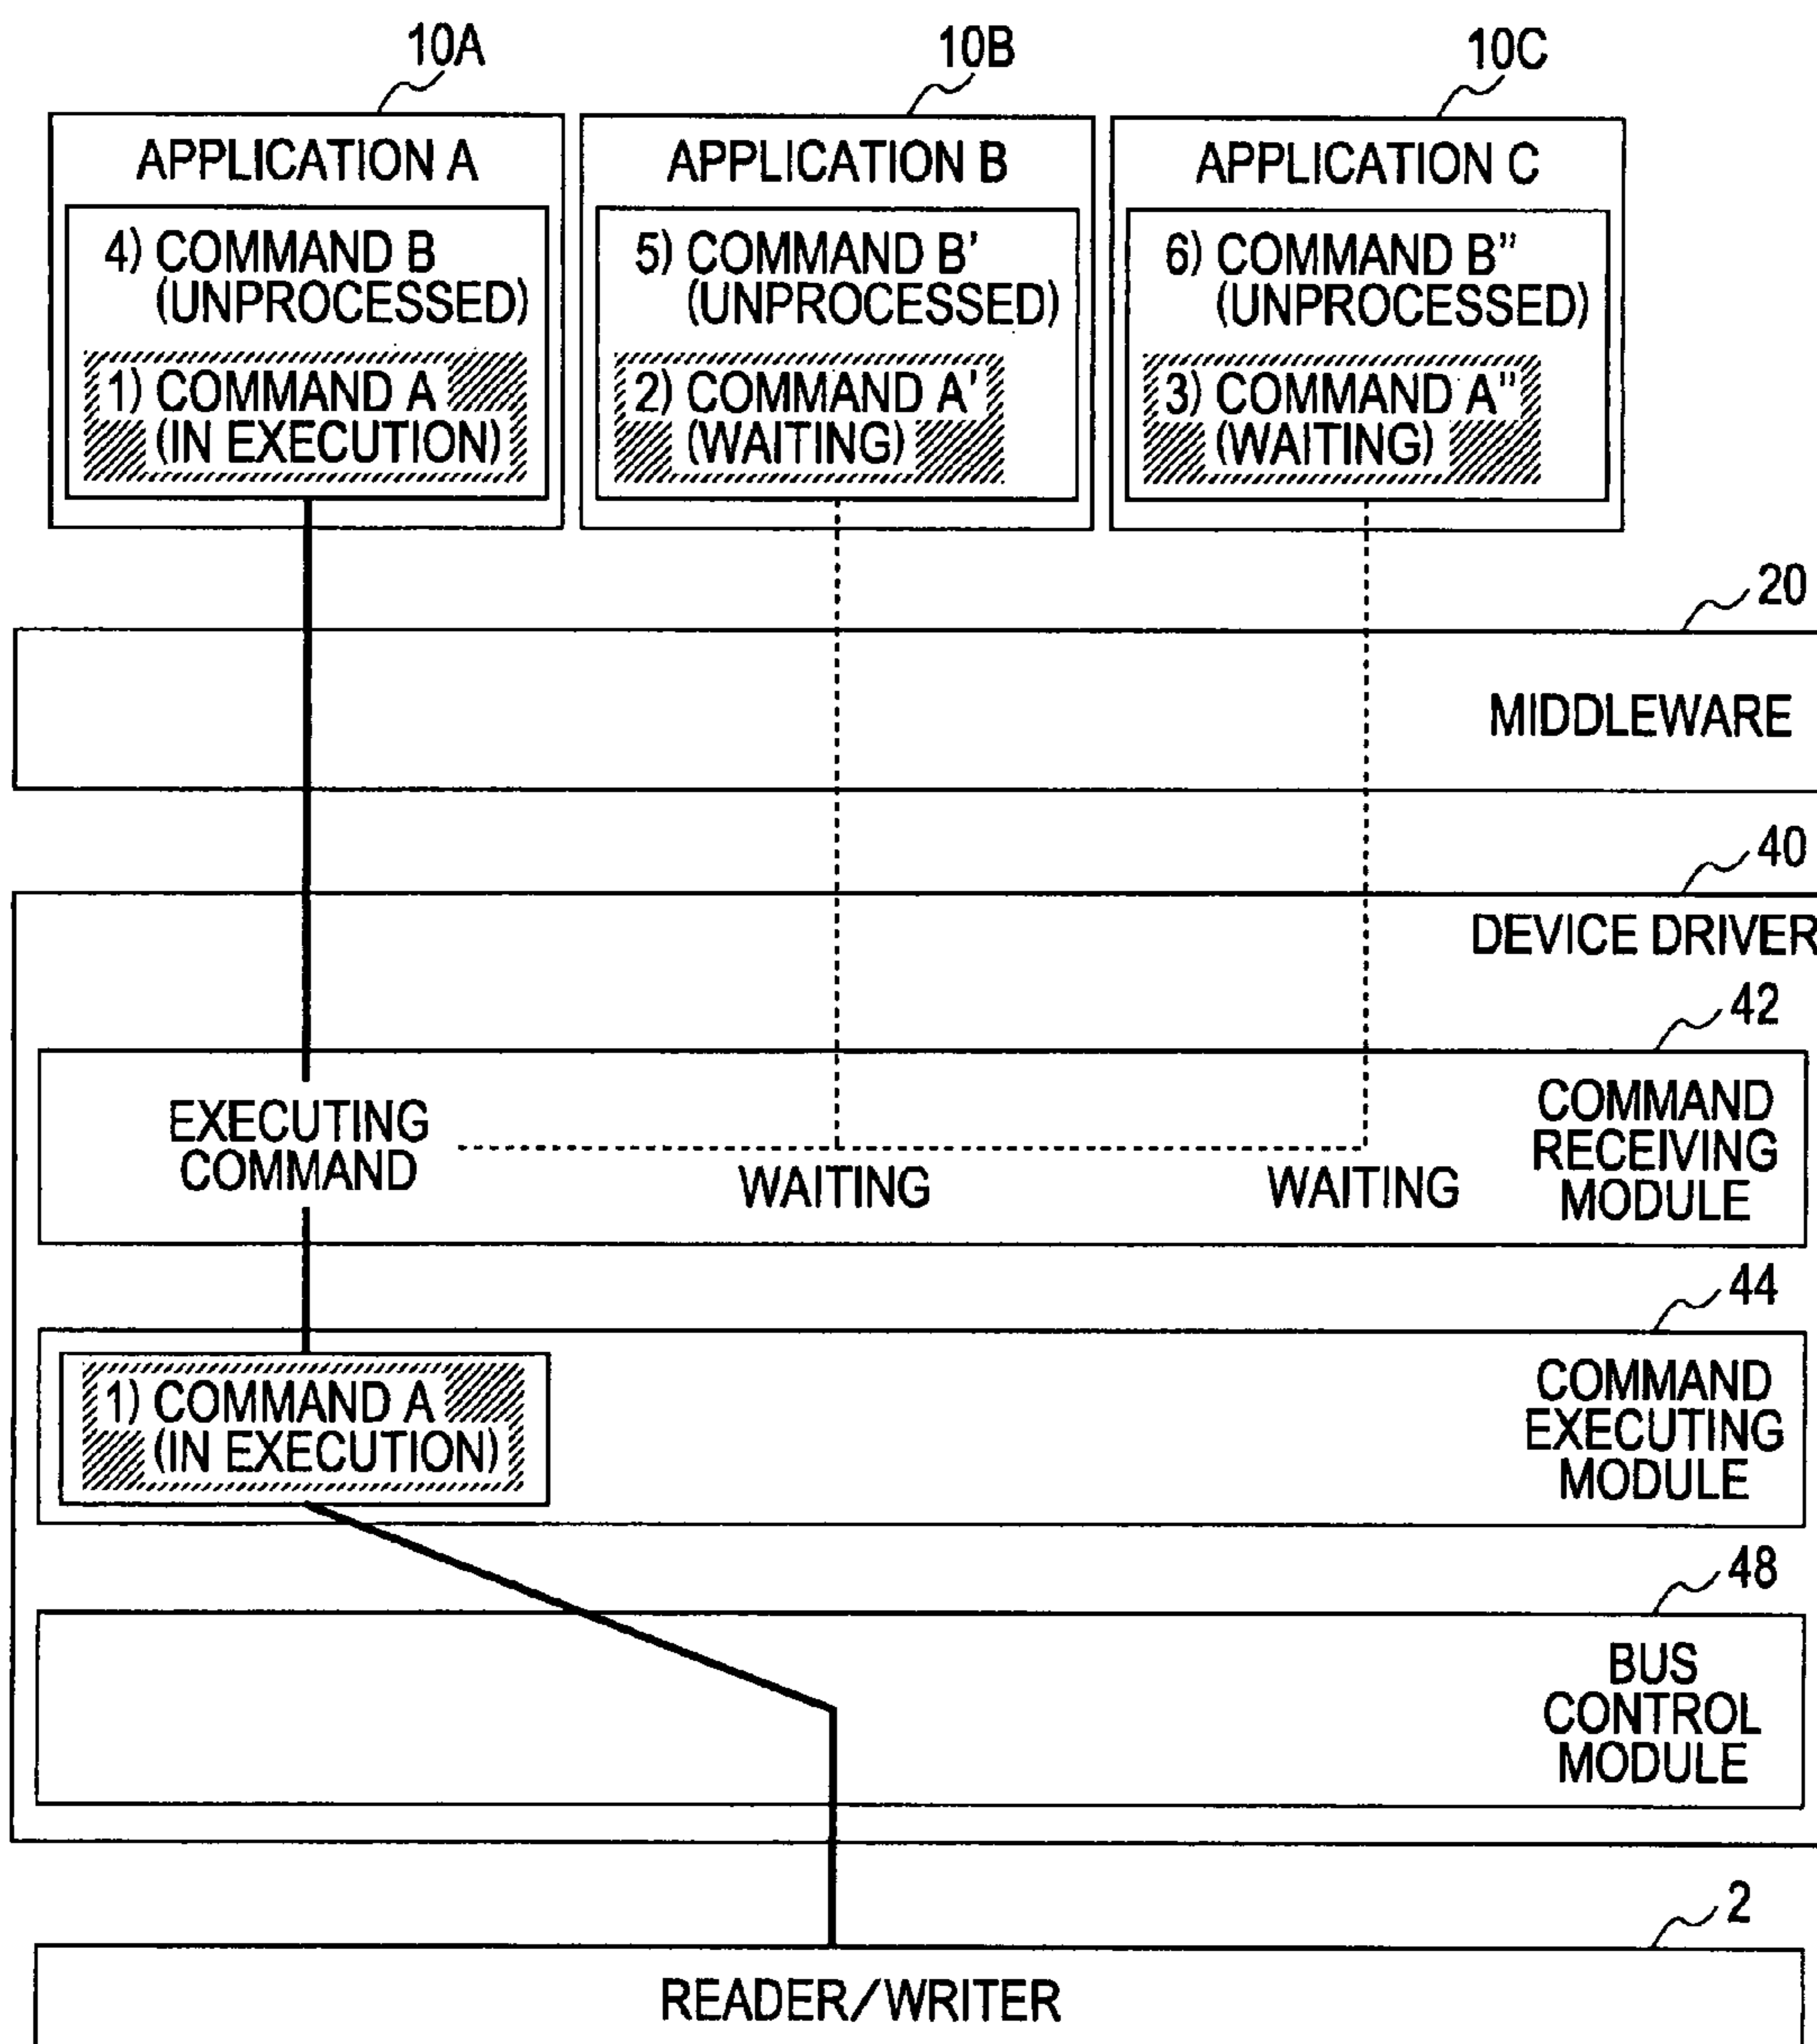 10A
10B
10C
APPLICATION A
4) COMMAND B
(UNPROCESSED)
1) COMMAND A
(IN EXECUTION)
APPLICATION B
5) COMMAND B'
(UNPROCESSED)
2) COMMAND A'
(WAITING)
APPLICATION C
6) COMMAND B"
(UNPROCESSED)
3) COMMAND A"
(WAITING)
20
MIDDLEWARE
40
DEVICE DRIVER
42
EXECUTING
COMMAND
WAITING
WAITING
COMMAND
RECEIVING
MODULE
44
1) COMMAND A
(IN EXECUTION)
COMMAND
EXECUTING
MODULE
48
BUS
CONTROL
MODULE
2
READER/WRITER